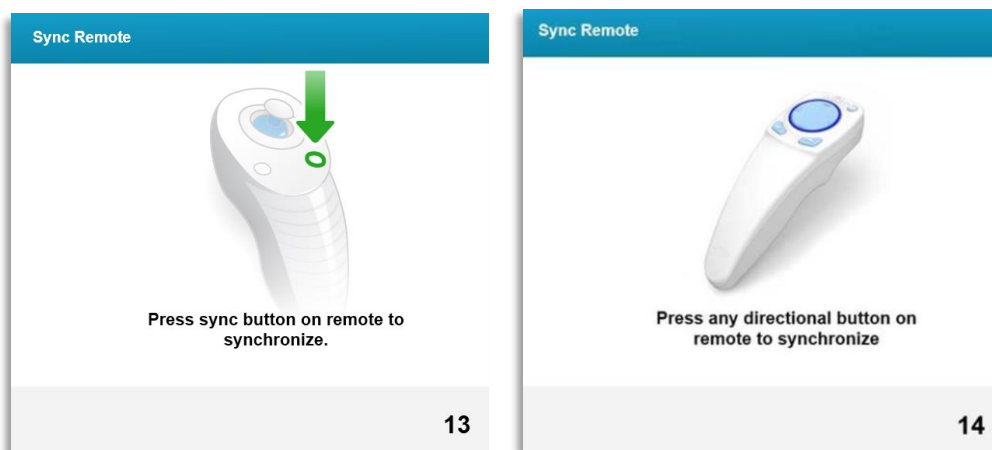 Sync Remote
Press sync button on remote to
synchronize.
13
Sync Remote
Press any directional button on
remote to synchronize
14